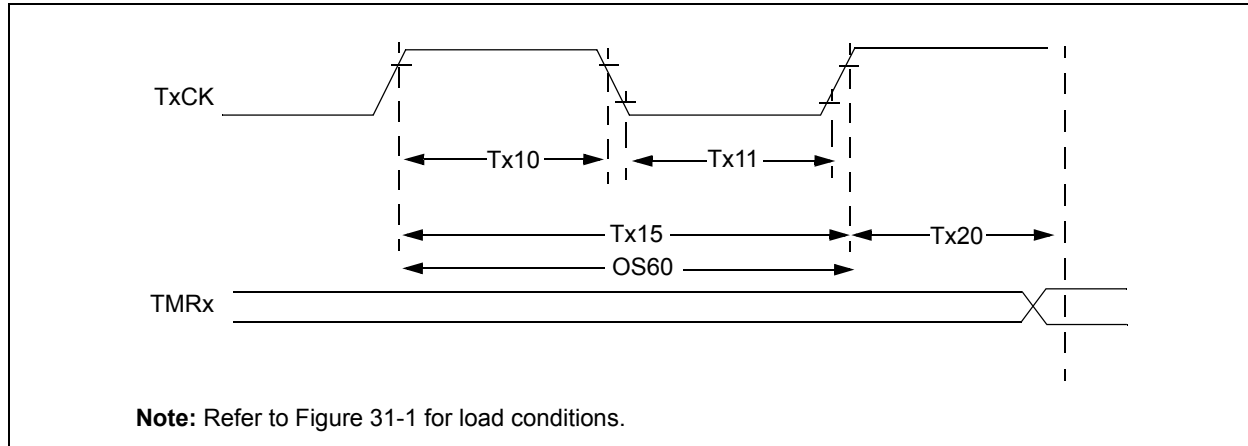 TxCK
Tx10
Tx11
Tx15
Tx20
OS60
TMRx
Note: Refer to Figure 31-1 for load conditions.